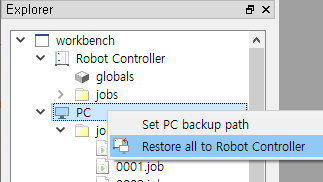 Explorer
workbench
Robot Controller
globals
jobs
PC
Set PC backup path
Restore all to Robot Controller
0001.job